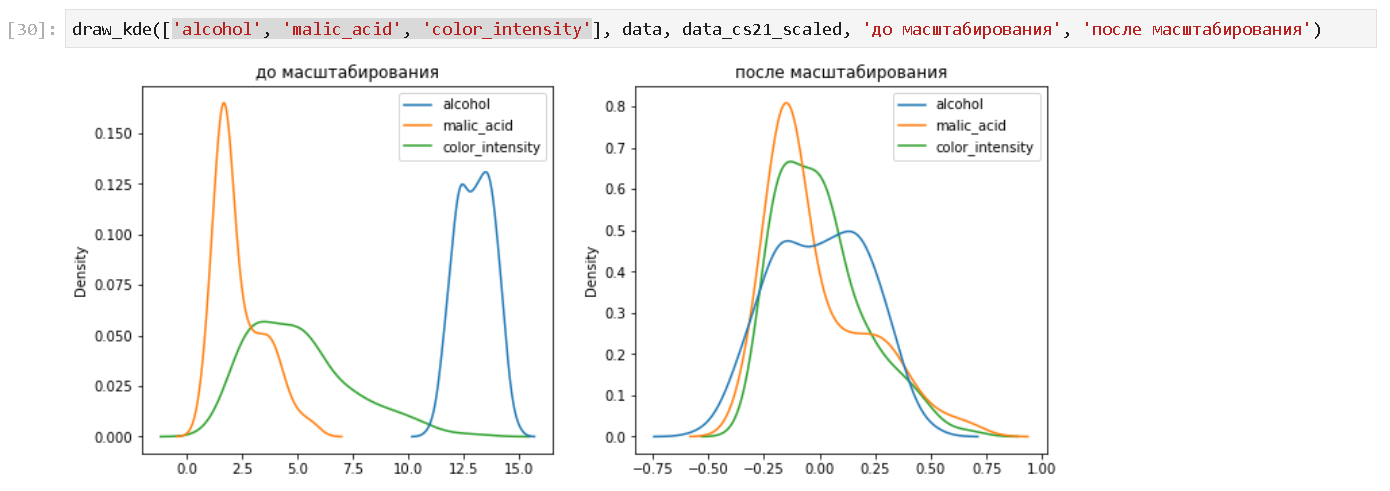 [30]: draw_kde(['alcohol', 'malic_acid', 'color_intensity'], data, data_cs21_scaled, 'до масштабирования', 'после масштабирования')
до масштабирования
alcohol
malic_acid
color_intensity
Density
0.150
0.125
0.100
0.075
0.050
0.025
0.000
0.0 2.5 5.0 7.5 10.0 12.5 15.0
после масштабирования
alcohol
malic_acid
color_intensity
Density
0.8
0.7
0.6
0.5
0.4
0.3
0.2
0.1
0.0
−0.75 −0.50 −0.25 0.00 0.25 0.50 0.75 1.00